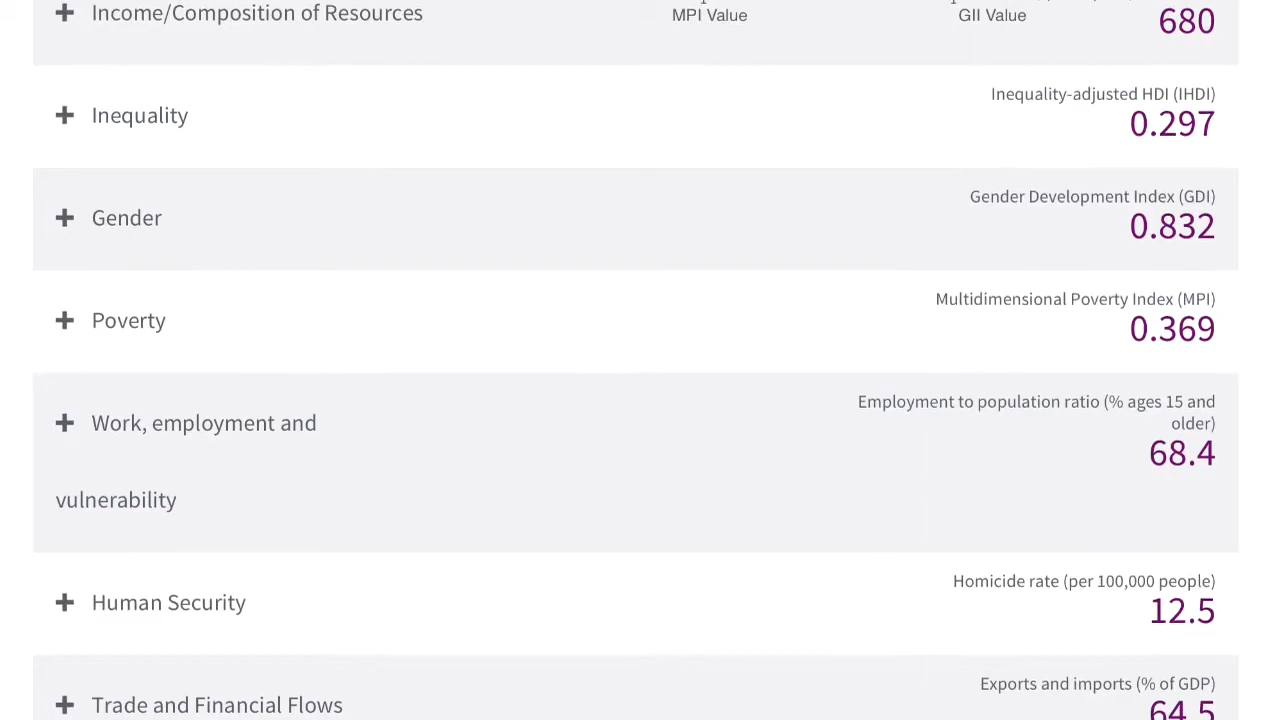 Income/Composition of Resources
MPI Value
GII Value
680
Inequality-adjusted HDI (IHDI)
Inequality
0.297
Gender Development Index (GDI)
Gender
0.832
Multidimensional Poverty Index (MPI)
Poverty
0.369
Employment to population ratio (% ages 15 and
older)
Work, employment and
vulnerability
68.4
Homicide rate (per 100,000 people)
Human Security
12.5
Exports and imports (% of GDP)
Trade and Financial Flows
64.5